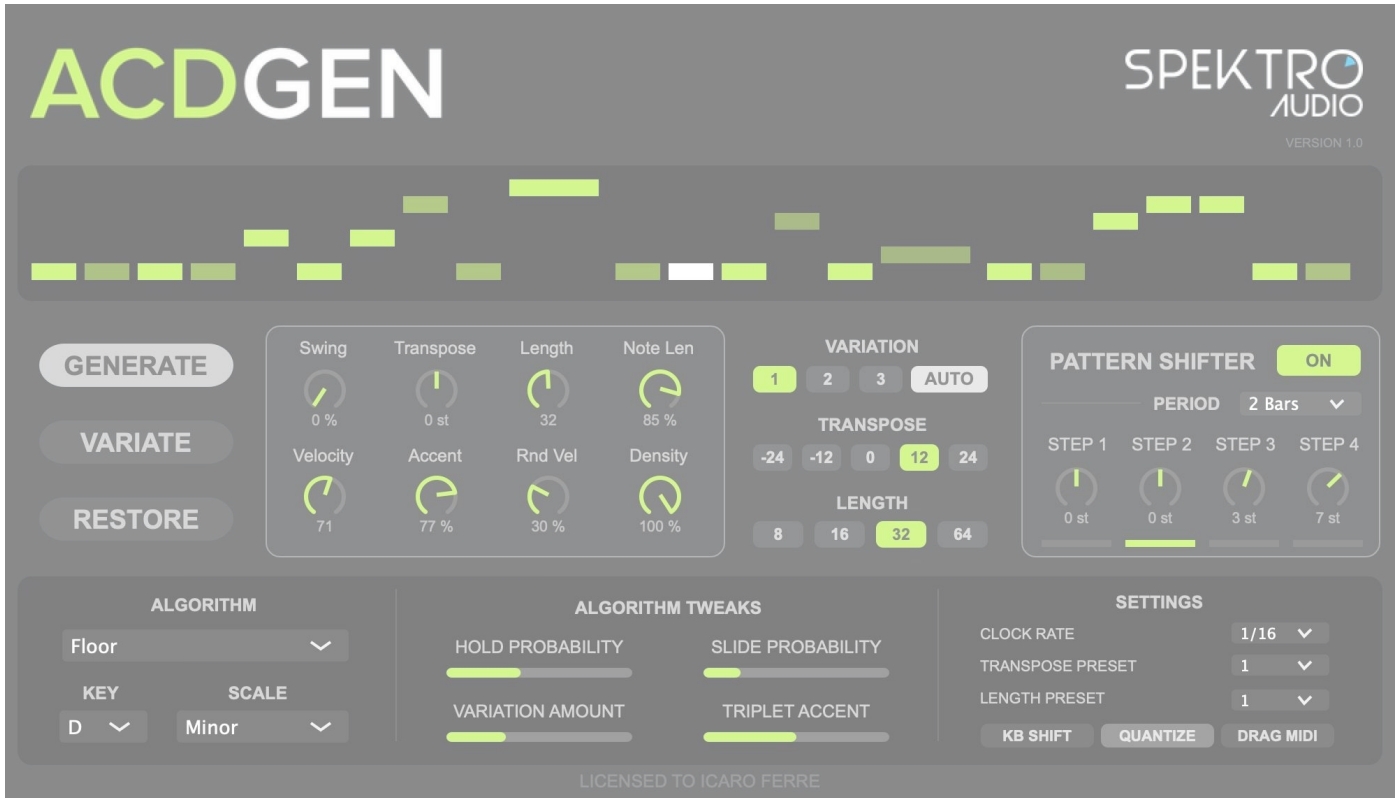 ACDGEN
SPEKTRO
AUDIO
VERSION 1.0
GENERATE
VARIATE
RESTORE
Swing Transpose Length Note Len
0 % 0 st 32 85 %
Velocity Accent Rnd Vel Density
71 77 % 30 % 100 %
VARIATION
1 2 3 AUTO
TRANSPOSE
-24 -12 0 12 24
LENGTH
8 16 32 64
PATTERN SHIFTER ON
PERIOD 2 Bars
STEP 1 STEP 2 STEP 3 STEP 4
0 st 0 st 3 st 7 st
ALGORITHM
Floor
KEY SCALE
D Minor
ALGORITHM TWEAKS
HOLD PROBABILITY SLIDE PROBABILITY
VARIATION AMOUNT TRIPLET ACCENT
SETTINGS
CLOCK RATE 1/16
TRANSPOSE PRESET 1
LENGTH PRESET 1
KB SHIFT QUANTIZE DRAG MIDI
LICENSED TO ICARO FERRE